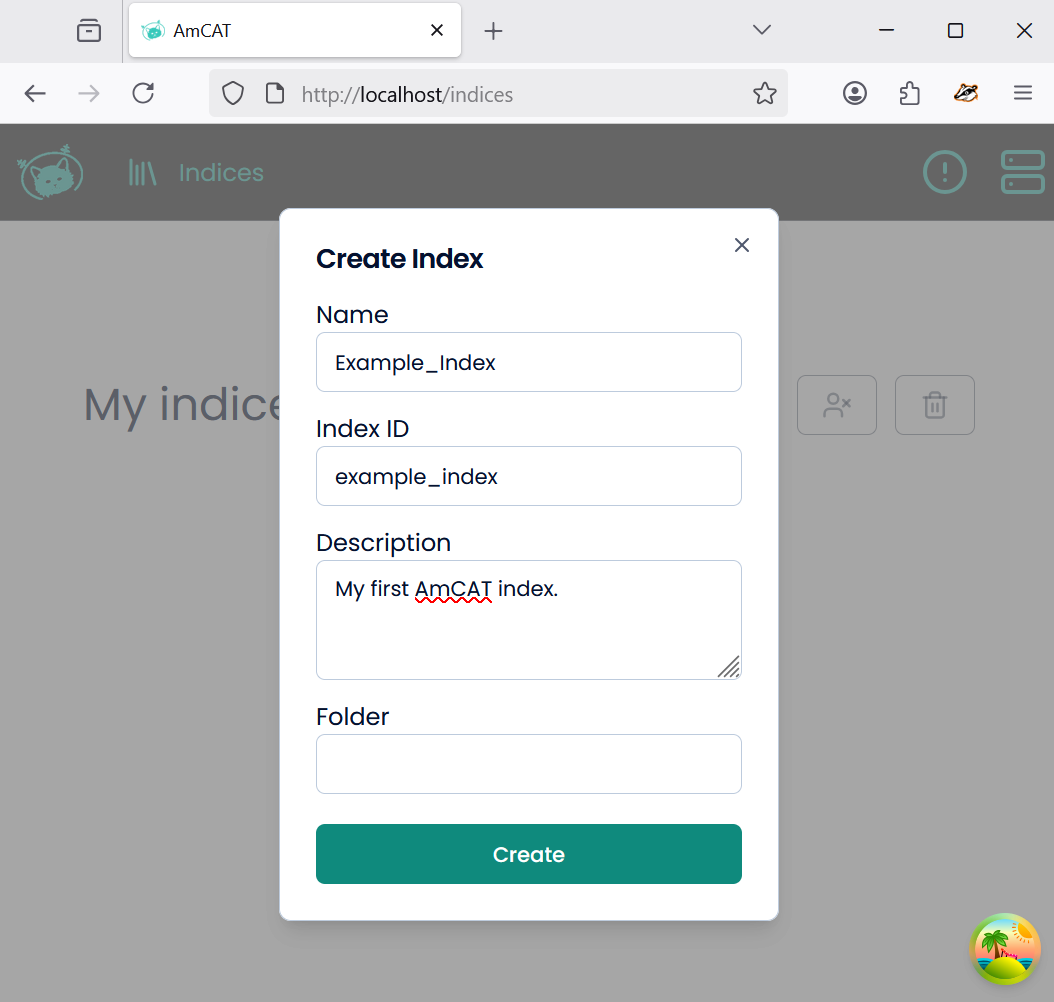 AmCAT
http://localhost/indices
Indices
Create Index
Name
Example_Index
My indice
Index ID
example_index
Description
My first AmCAT index.
Folder
Create